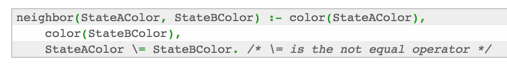 neighbor(StateAColor, StateBColor) :- color(StateAColor),
    color(StateBColor),
    StateAColor \= StateBColor. /* \= is the not equal operator */